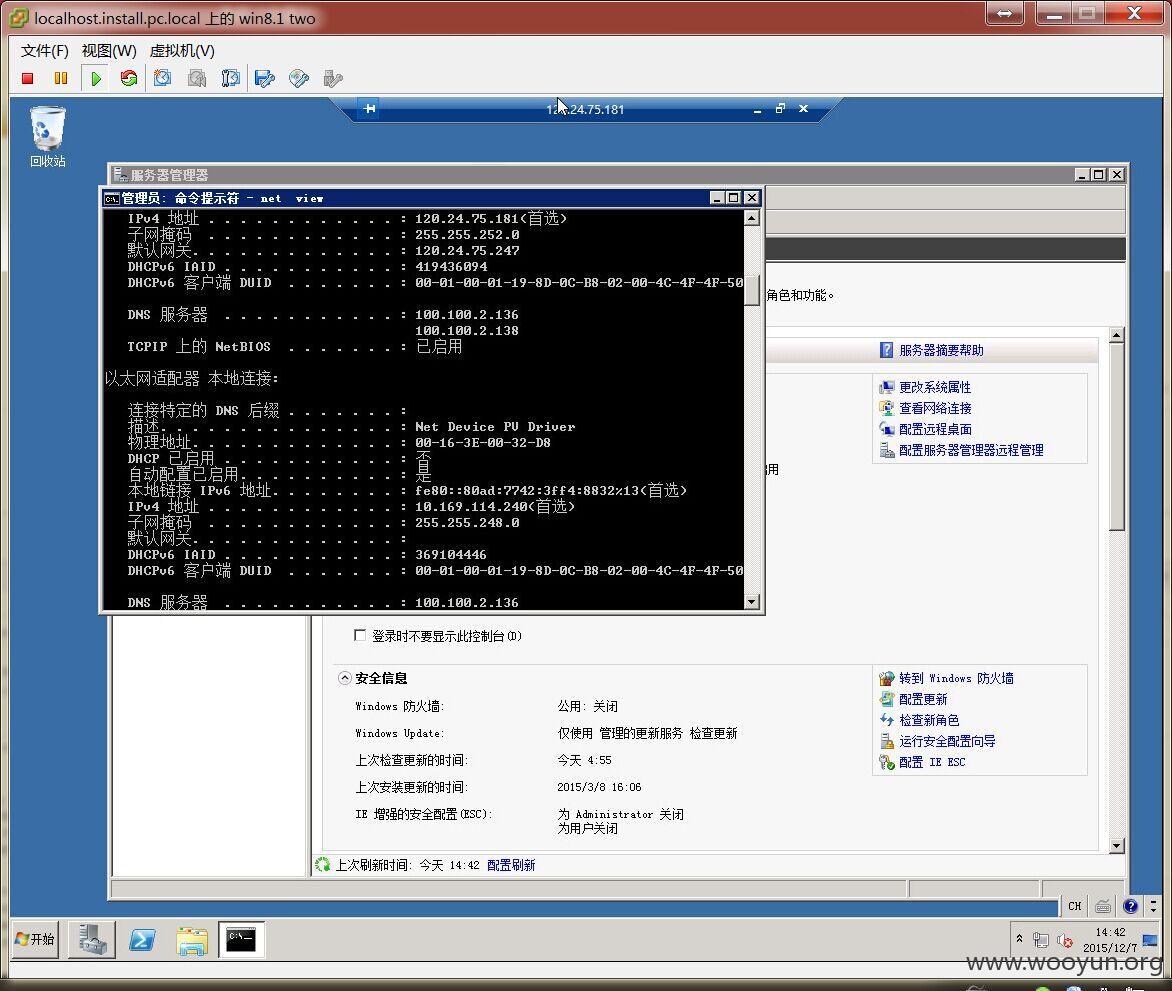 localhost.install.pc.local 上的 win8.1 two
文件(F) 视图(W) 虚拟机(V)
回收站
服务器管理器
管理员: 命令提示符 - net view
IPv4 地址 . . . . . . . . . . . . : 120.24.75.181(首选)
子网掩码 . . . . . . . . . . . . : 255.255.252.0
默认网关. . . . . . . . . . . . . : 120.24.75.247
DHCPv6 IAID . . . . . . . . . . . : 419436094
DHCPv6 客户端 DUID . . . . . . . : 00-01-00-01-19-8D-0C-B8-02-00-4C-4F-4F-50
DNS 服务器 . . . . . . . . . . . : 100.100.2.136
100.100.2.138
TCPIP 上的 NetBIOS . . . . . . . : 已启用
以太网适配器 本地连接:
连接特定的 DNS 后缀 . . . . . . . :
描述. . . . . . . . . . . . . . . : Net Device PV Driver
物理地址. . . . . . . . . . . . . : 00-16-3E-00-32-D8
DHCP 已启用 . . . . . . . . . . . : 否
自动配置已启用. . . . . . . . . . : 是
本地链接 IPv6 地址. . . . . . . . : fe80::80ad:7742:3ff4:8832%13(首选)
IPv4 地址 . . . . . . . . . . . . : 10.169.114.240(首选)
子网掩码 . . . . . . . . . . . . : 255.255.248.0
默认网关. . . . . . . . . . . . . :
DHCPv6 IAID . . . . . . . . . . . : 369104446
DHCPv6 客户端 DUID . . . . . . . : 00-01-00-01-19-8D-0C-B8-02-00-4C-4F-4F-50
DNS 服务器 . . . . . . . . . . . : 100.100.2.136
角色和功能。
服务器摘要帮助
更改系统属性
查看网络连接
配置远程桌面
配置服务器管理器远程管理
用
登录时不要显示此控制台(D)
安全信息
Windows 防火墙: 公用: 关闭
Windows Update: 仅使用 管理的更新服务 检查更新
上次检查更新的时间: 今天 4:55
上次安装更新的时间: 2015/3/8 16:06
IE 增强的安全配置(ESC): 为 Administrator 关闭
为用户关闭
转到 Windows 防火墙
配置更新
检查新角色
运行安全配置向导
配置 IE ESC
上次刷新时间: 今天 14:42 配置刷新
CH
开始
14:42
2015/12/7
www.wooyun.org